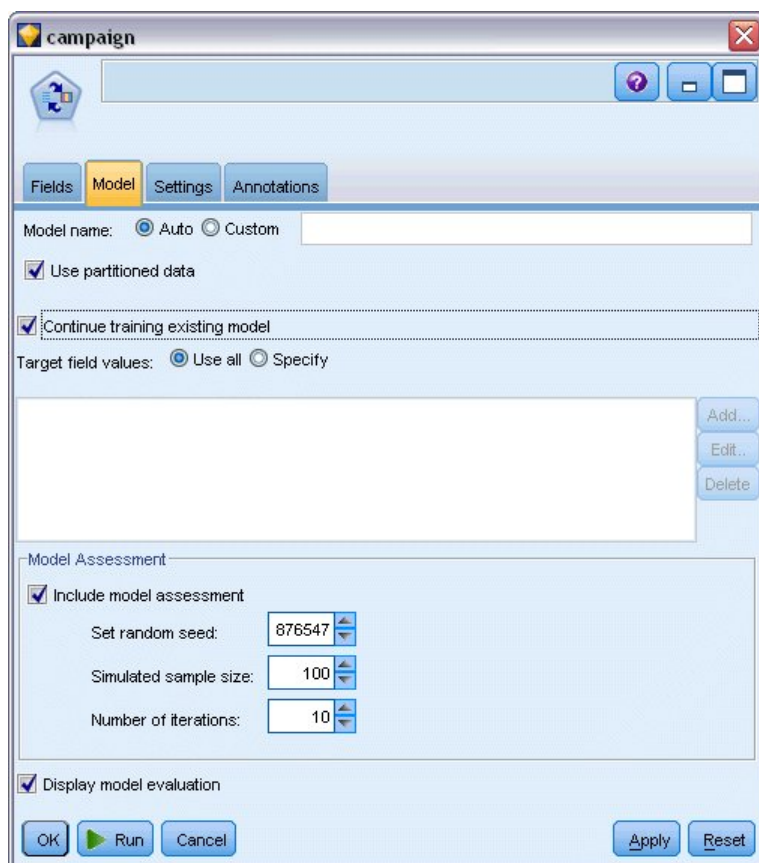 campaign
Fields Model Settings Annotations
Model name: Auto Custom
Use partitioned data
Continue training existing model
Target field values: Use all Specify
Add...
Edit..
Delete
Model Assessment
Include model assessment
Set random seed: 876547
Simulated sample size: 100
Number of iterations: 10
Display model evaluation
OK Run Cancel Apply Reset